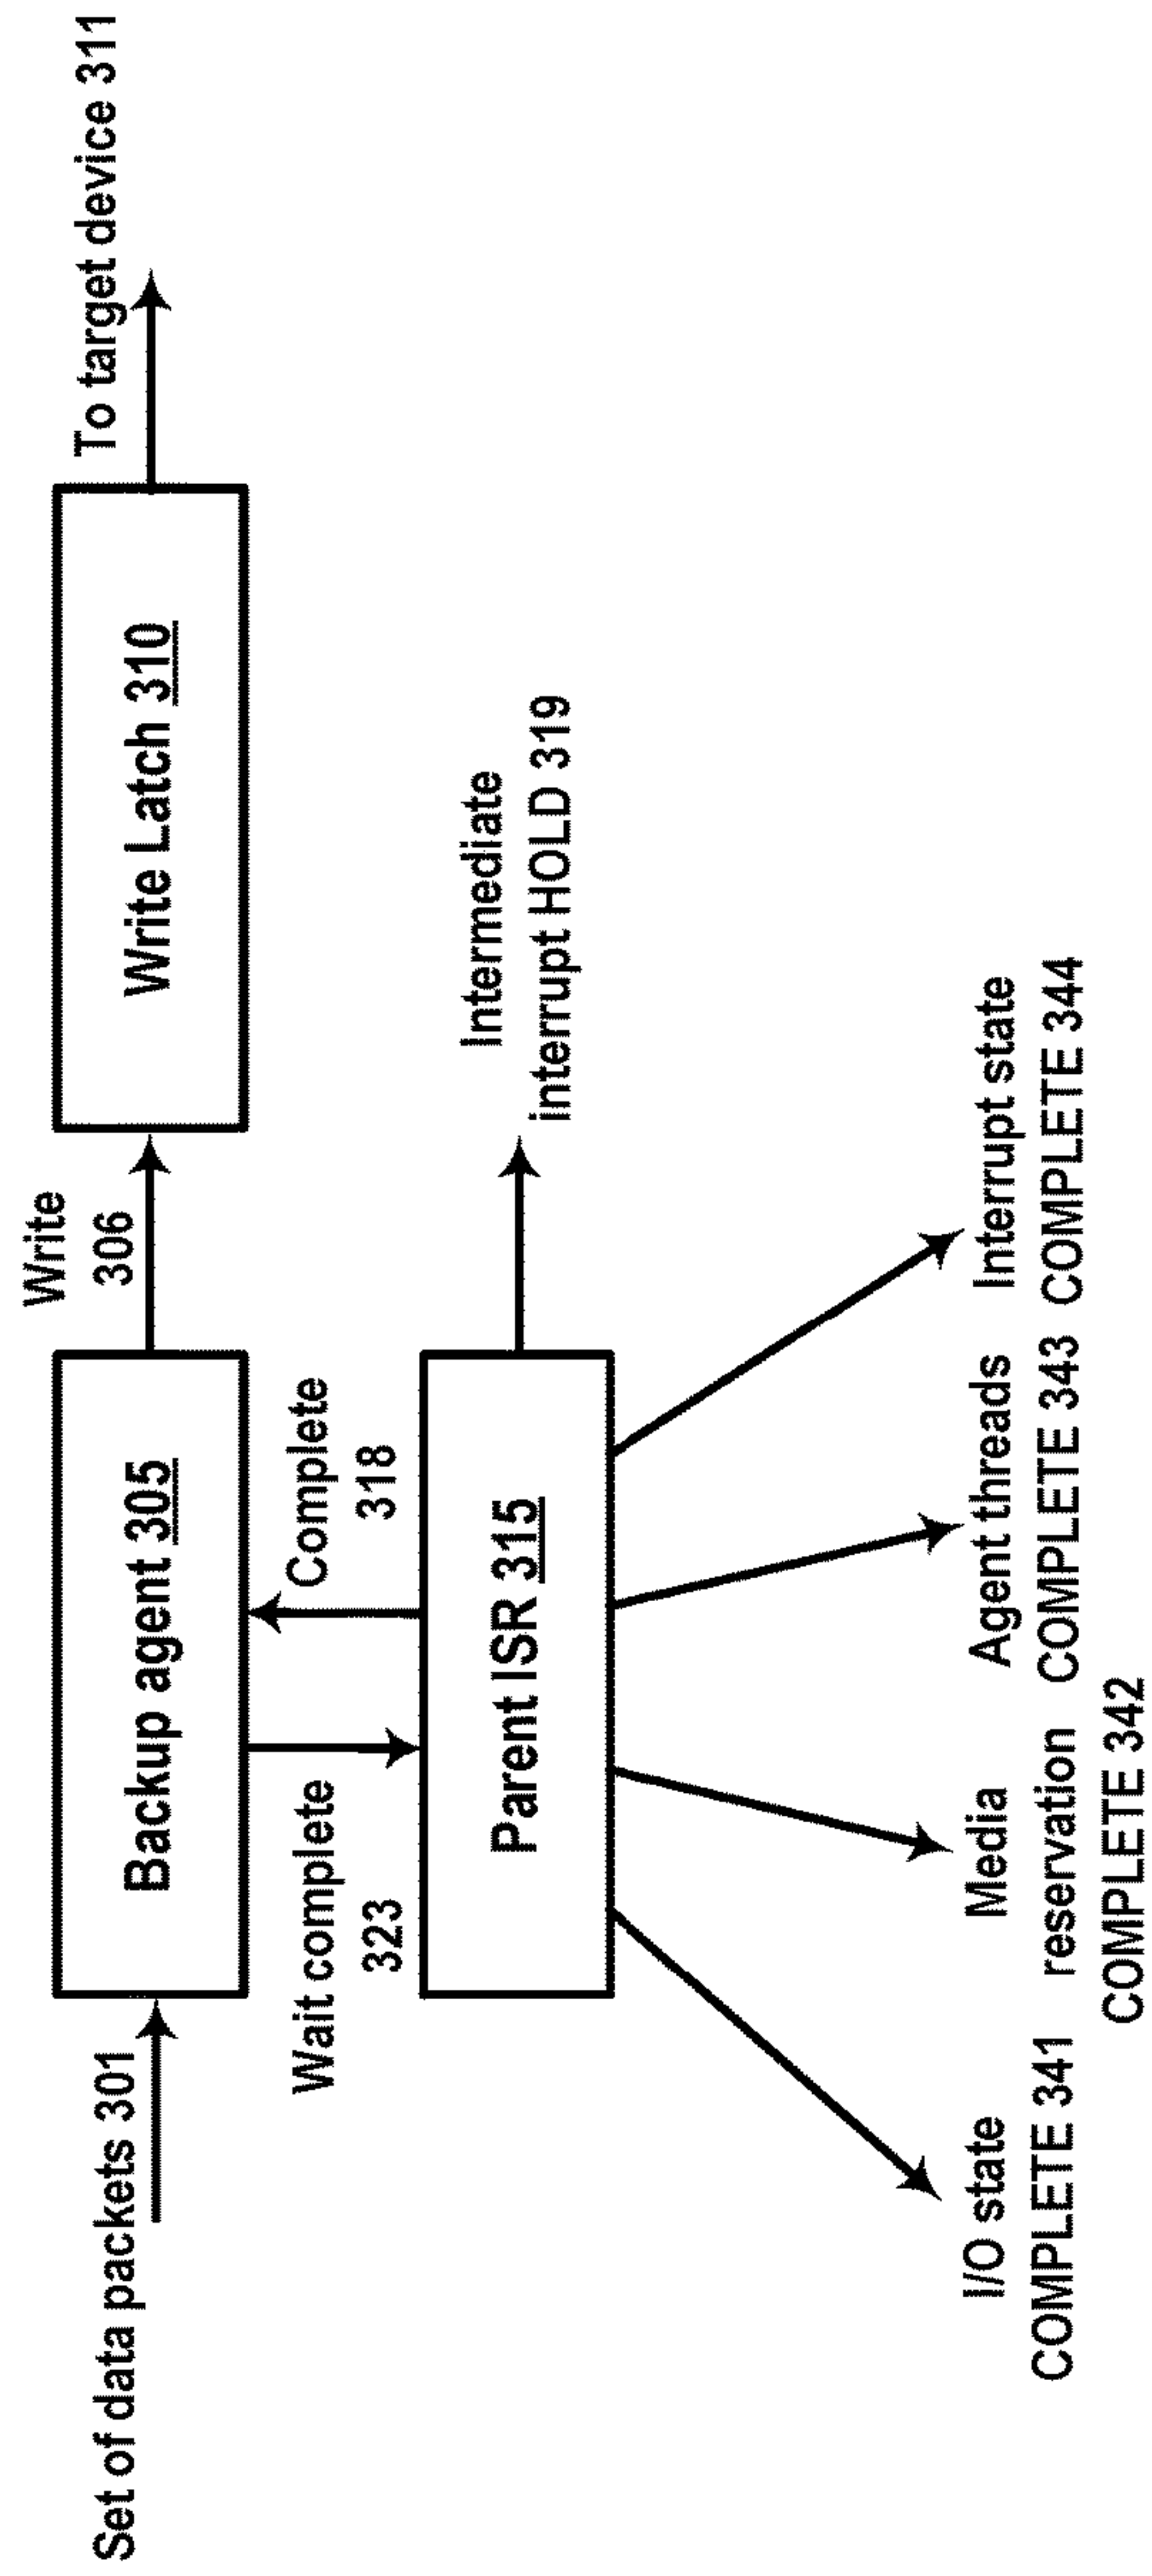 Set of data packets 301
Backup agent 305
Write
306
Write Latch 310
To target device 311
Wait complete
323
Complete
318
Parent ISR 315
Intermediate
interrupt HOLD 319
I/O state
COMPLETE 341
Media
reservation
COMPLETE 342
Agent threads
COMPLETE 343
Interrupt state
COMPLETE 344